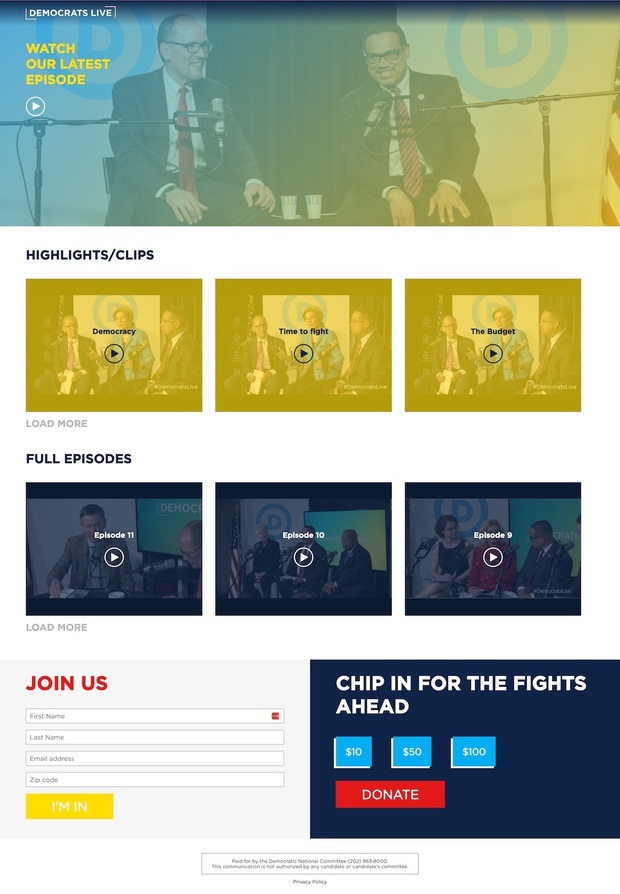 DEMOCRATS LIVE
WATCH
OUR LATEST
EPISODE
HIGHLIGHTS/CLIPS
Democracy
Time to fight
The Budget
#DemocratsLive
#DemocratsLive
#DemocratsLive
LOAD MORE
FULL EPISODES
DEMOCR
Episode 11
Episode 10
Episode 9
CRATS
#DemocratsLive
LOAD MORE
JOIN US
First Name
Last Name
Email address
Zip code
I'M IN
CHIP IN FOR THE FIGHTS
AHEAD
$10
$50
$100
DONATE
Paid for by the Democratic National Committee (202) 863-8000.
This communication is not authorized by any candidate or candidate's committee.
Privacy Policy